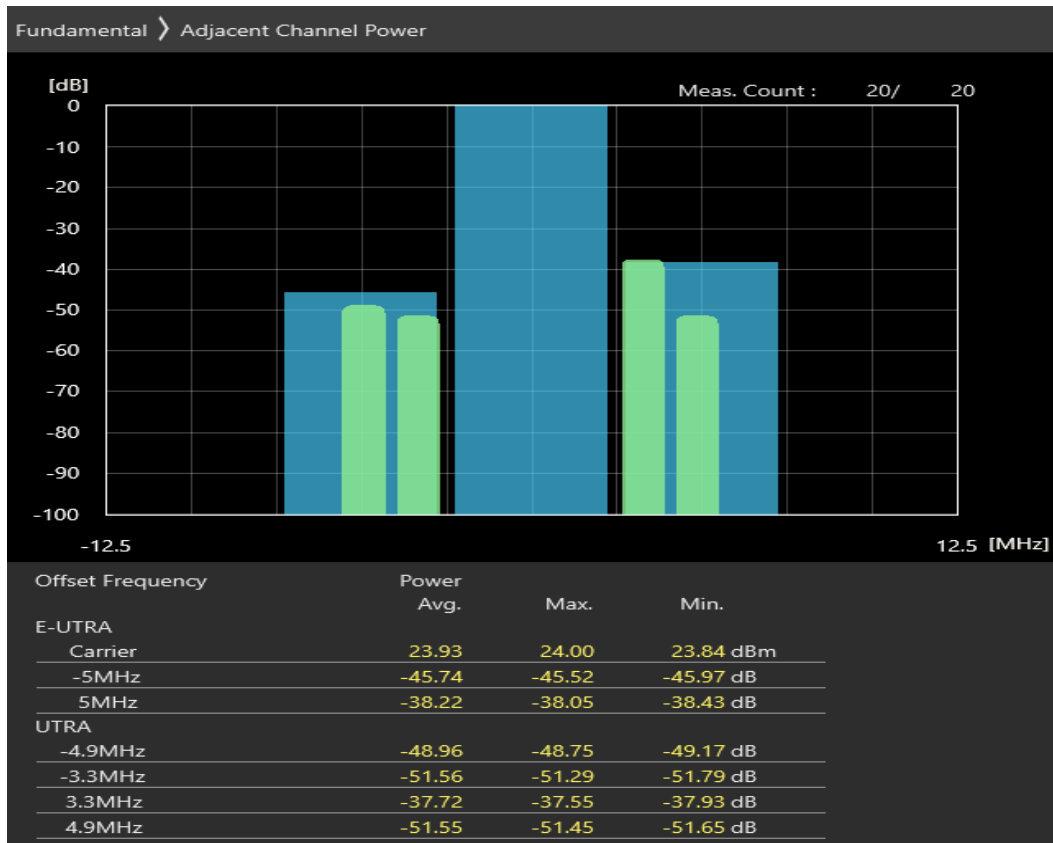 Fundamental 〉 Adjacent Channel Power
[dB]
Meas. Count : 20/ 20
0
-10
-20
-30
-40
-50
-60
-70
-80
-90
-100
-12.5 12.5 [MHz]
Offset Frequency Power
Avg. Max. Min.
E-UTRA
Carrier 23.93 24.00 23.84 dBm
-5MHz -45.74 -45.52 -45.97 dB
5MHz -38.22 -38.05 -38.43 dB
UTRA
-4.9MHz -48.96 -48.75 -49.17 dB
-3.3MHz -51.56 -51.29 -51.79 dB
3.3MHz -37.72 -37.55 -37.93 dB
4.9MHz -51.55 -51.45 -51.65 dB